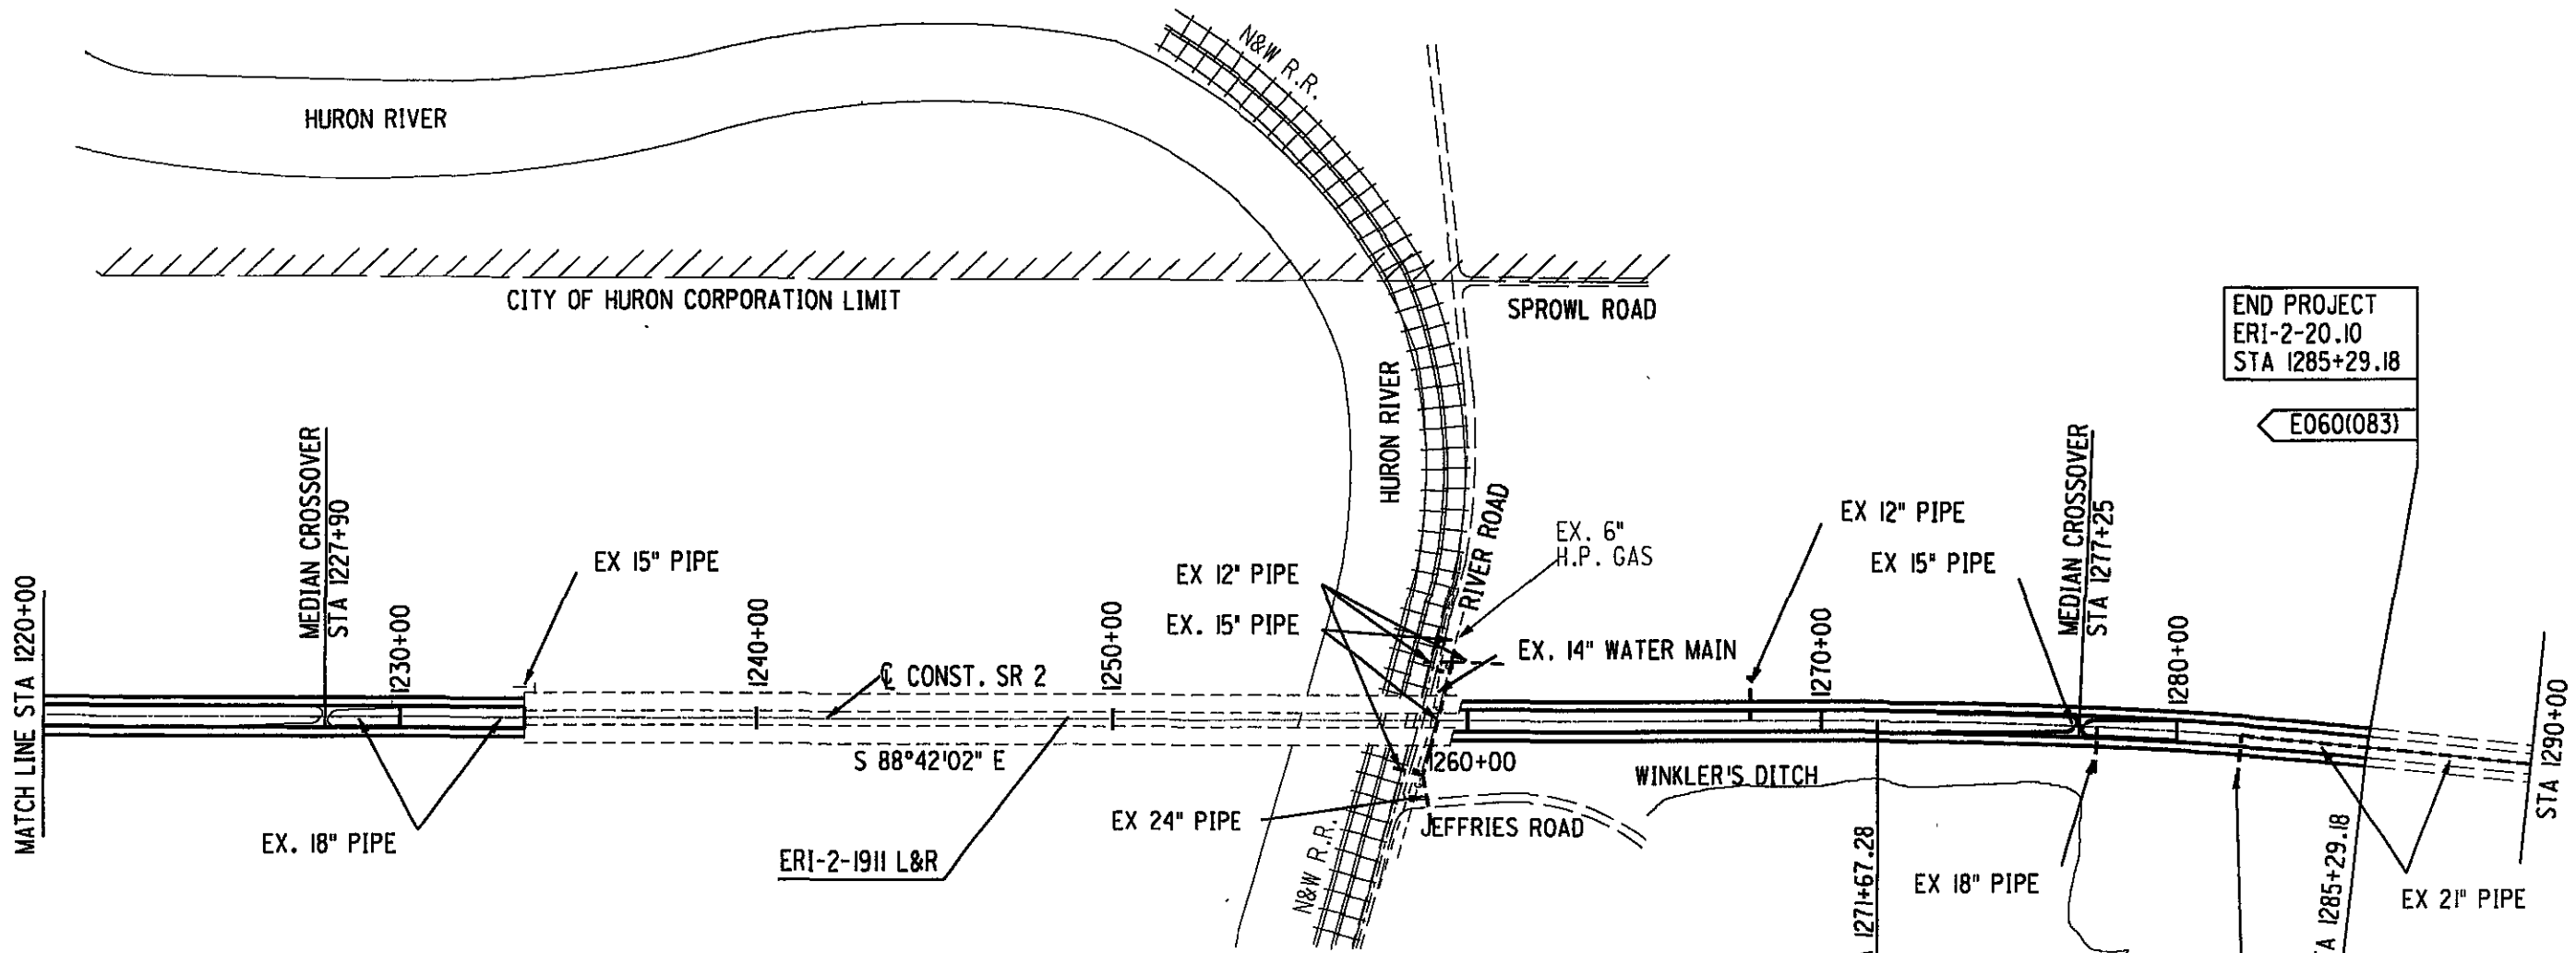 N&W R.R.
HURON RIVER
CITY OF HURON CORPORATION LIMIT
SPROWL ROAD
END PROJECT
ERI-2-20.10
STA 1285+29.18
E060(083)
HURON RIVER
MATCH LINE STA 1220+00
MEDIAN CROSSOVER
STA 1227+90
1230+00
EX 15" PIPE
1240+00
1250+00
℄ CONST. SR 2
S 88°42'02" E
EX. 18" PIPE
ERI-2-1911 L&R
EX 12" PIPE
EX. 15" PIPE
EX 24" PIPE
N&W R.R.
RIVER ROAD
EX. 6"
H.P. GAS
EX. 14" WATER MAIN
1260+00
JEFFRIES ROAD
WINKLER'S DITCH
EX 12" PIPE
EX 15" PIPE
1270+00
MEDIAN CROSSOVER
STA 1277+25
1280+00
1271+67.28
EX 18" PIPE
A 1285+29.18
EX 21" PIPE
STA 1290+00